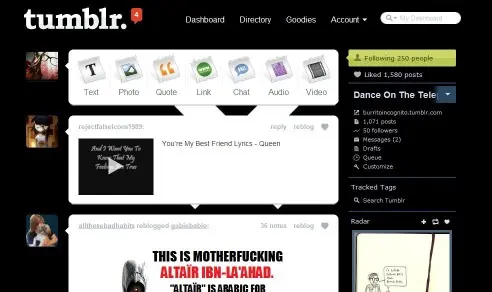 tumblr.
4
Dashboard
Directory
Goodies
Account
My Dashboard
Text
Photo
Quote
Link
Chat
Audio
Video
Following 250 people
Liked 1,580 posts
Dance On The Tele
burritoincognito.tumblr.com
1,071 posts
50 followers
Messages (2)
Drafts
Queue
Customize
Tracked Tags
Search Tumblr
Radar
reply
reblog
And I Want You To
Know That My
Feelings are True
You're My Best Friend Lyrics - Queen
allthesebadhabits reblogged
36 notes
reblog
THIS IS MOTHERFUCKING
ALTAÏR IBN-LA'AHAD.
"ALTAÏR" IS ARABIC FOR